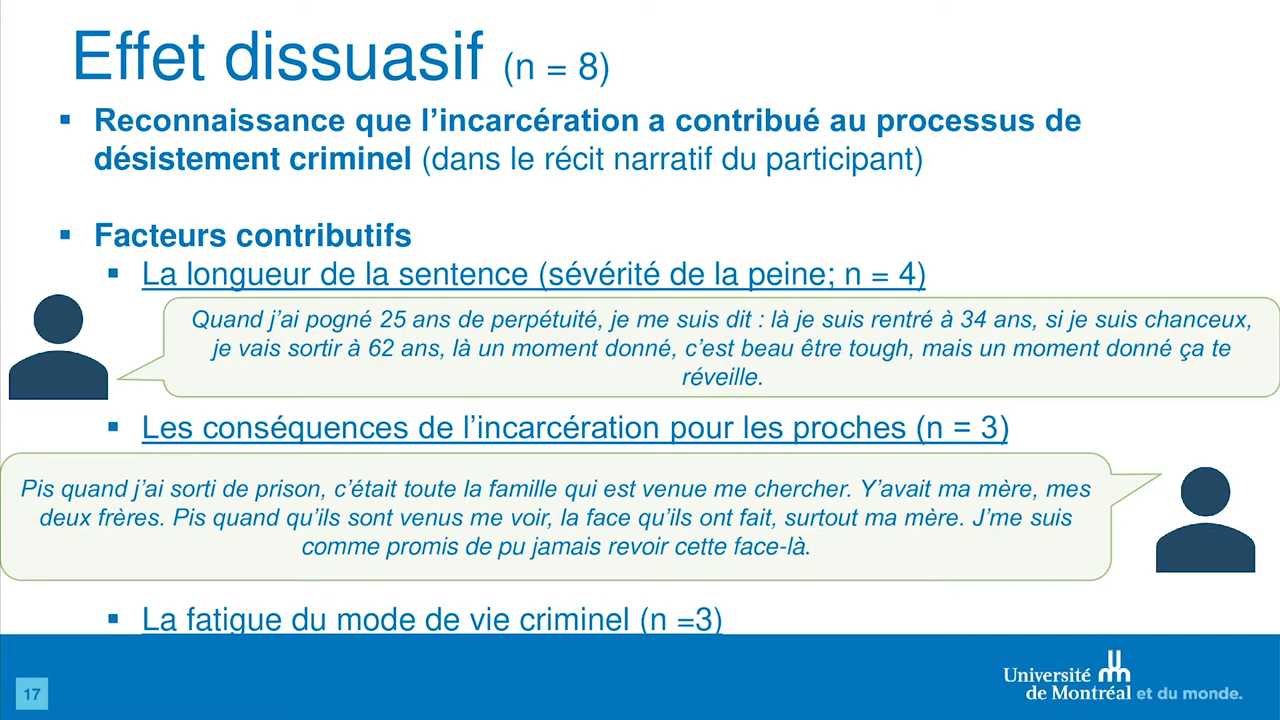 Effet dissuasif (n = 8)
▪ Reconnaissance que l’incarcération a contribué au processus de
désistement criminel (dans le récit narratif du participant)
▪ Facteurs contributifs
▪ La longueur de la sentence (sévérité de la peine; n = 4)
Quand j’ai pogné 25 ans de perpétuité, je me suis dit : là je suis rentré à 34 ans, si je suis chanceux,
je vais sortir à 62 ans, là un moment donné, c’est beau être tough, mais un moment donné ça te
réveille.
▪ Les conséquences de l’incarcération pour les proches (n = 3)
Pis quand j’ai sorti de prison, c’était toute la famille qui est venue me chercher. Y’avait ma mère, mes
deux frères. Pis quand qu’ils sont venus me voir, la face qu’ils ont fait, surtout ma mère. J’me suis
comme promis de pu jamais revoir cette face-là.
▪ La fatigue du mode de vie criminel (n =3)
17
Université
de Montréal et du monde.